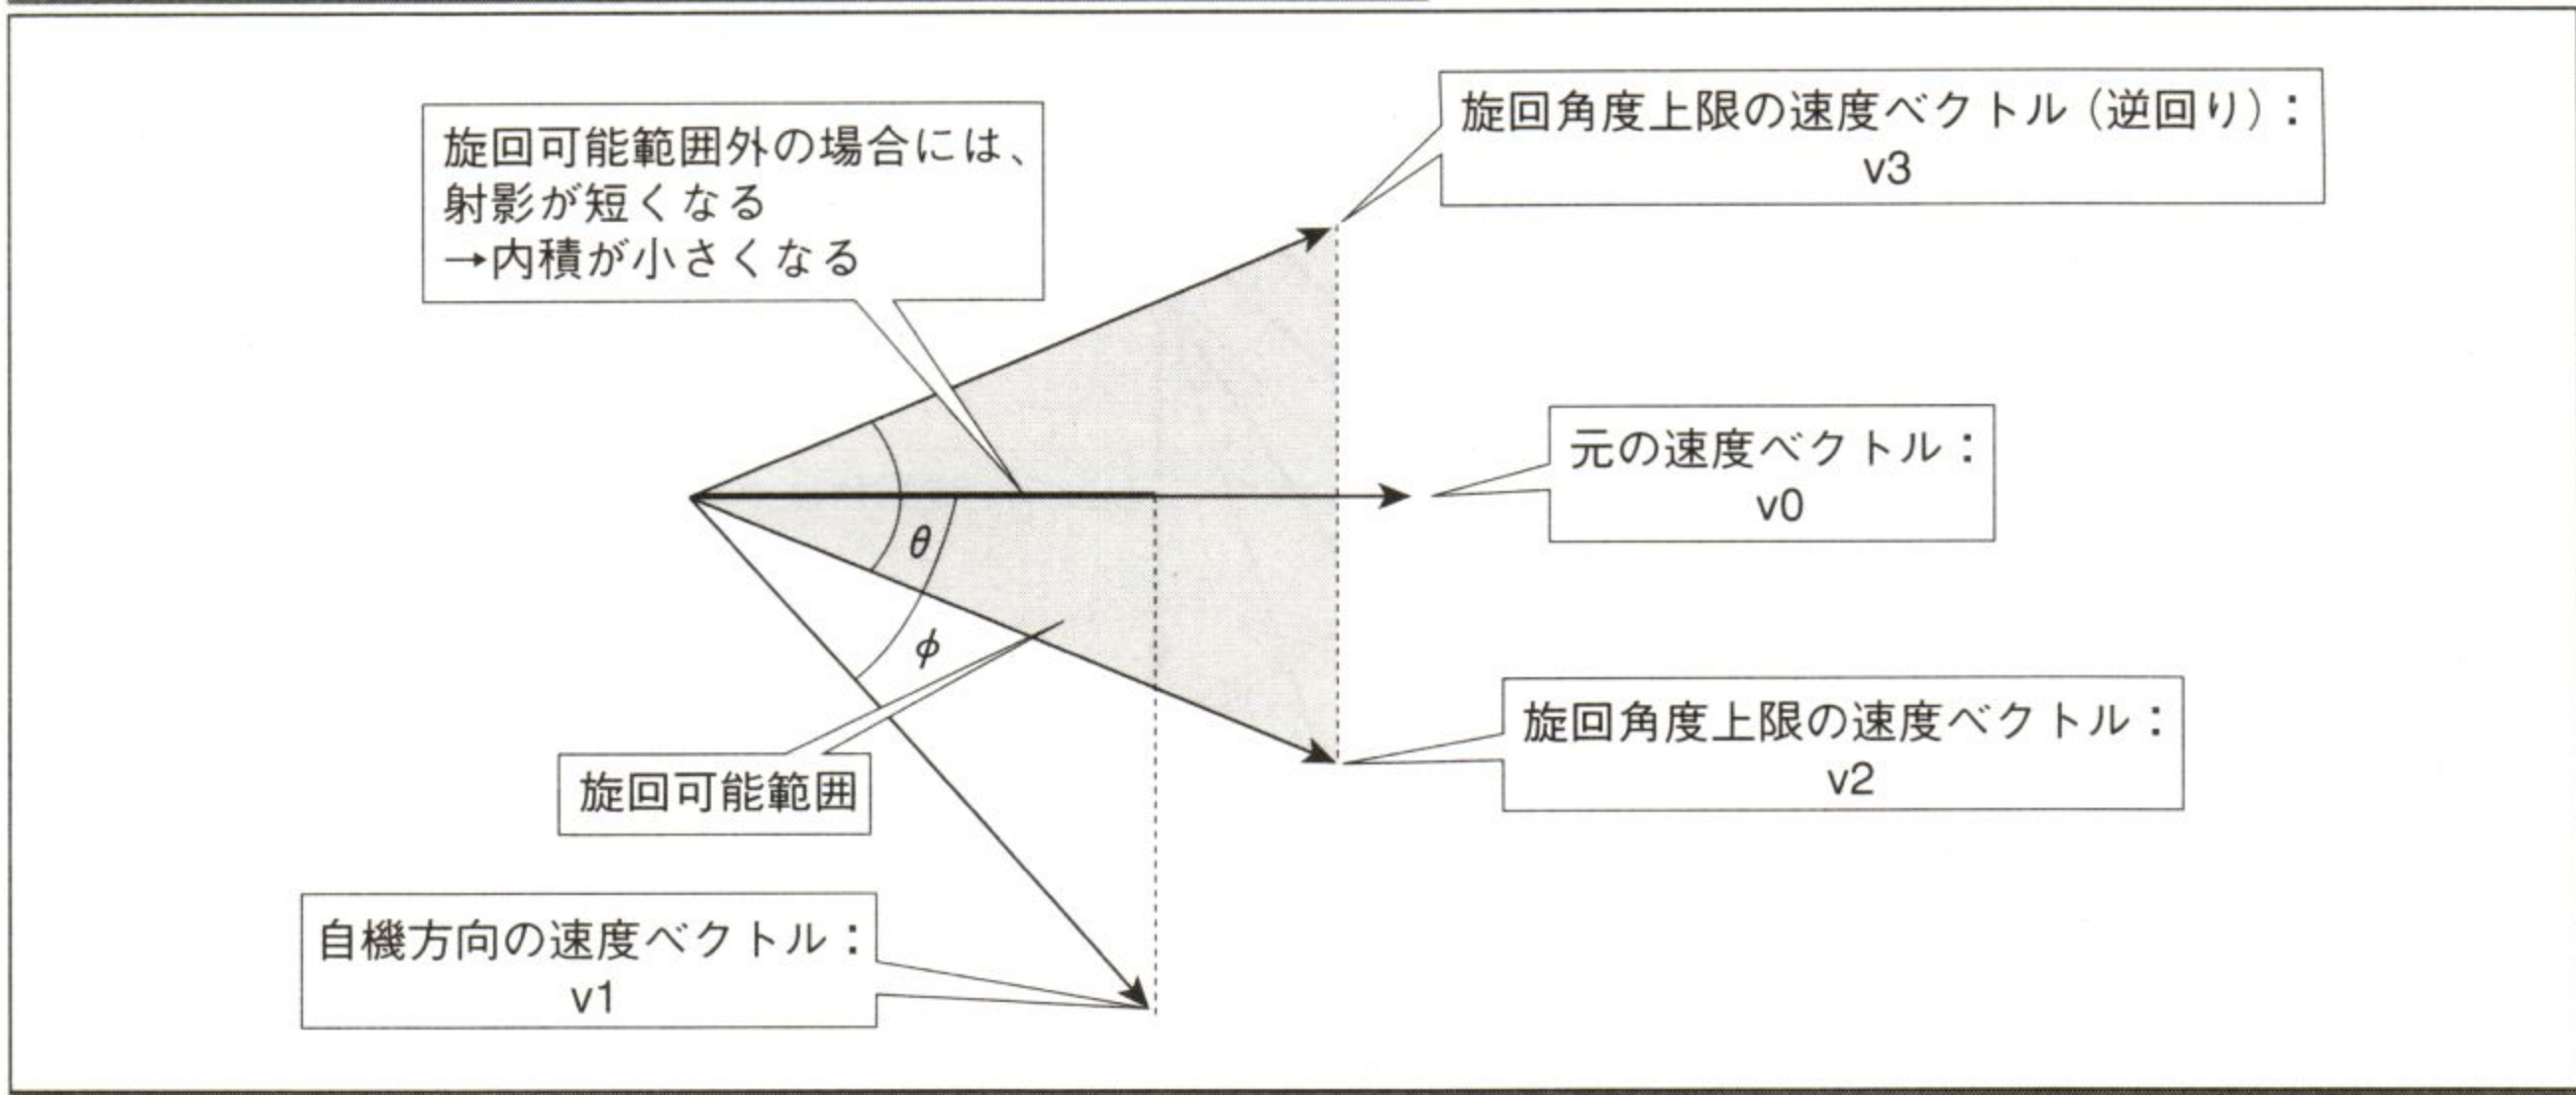 旋回可能範囲外の場合には、
射影が短くなる
→内積が小さくなる
旋回角度上限の速度ベクトル（逆回り）：
v3
元の速度ベクトル：
v0
θ
φ
旋回可能範囲
旋回角度上限の速度ベクトル：
v2
自機方向の速度ベクトル：
v1